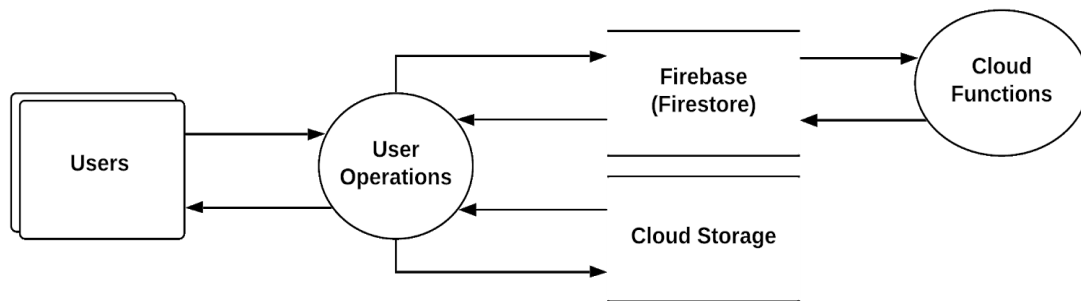 Users
User
Operations
Firebase
(Firestore)
Cloud Storage
Cloud
Functions